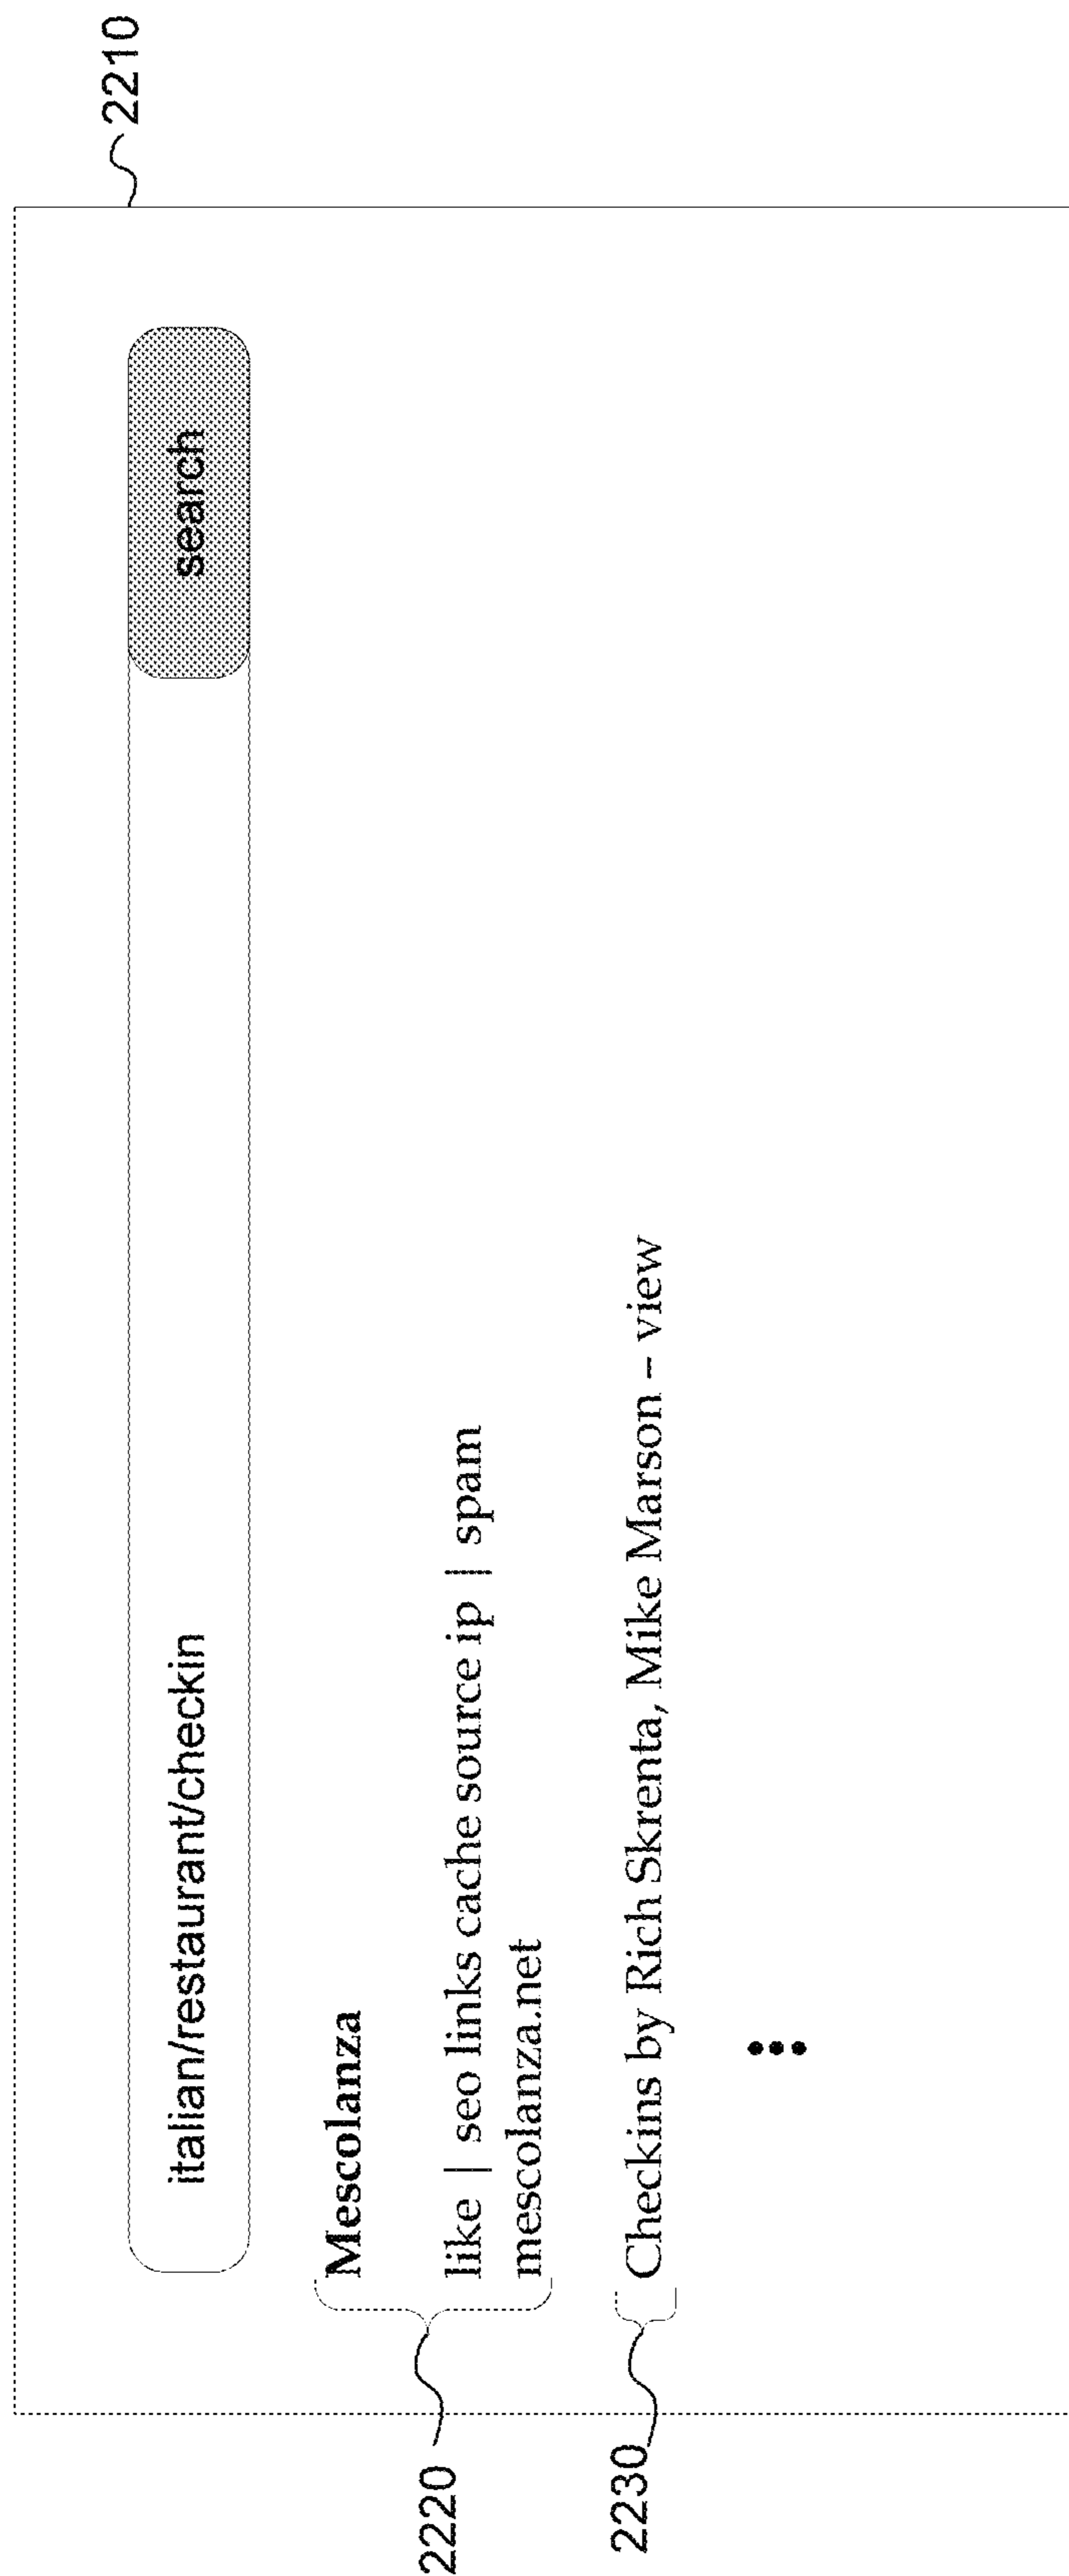 2210
italian/restaurant/checkin
search
Mescolanza
like | seo links cache source ip | spam
mescolanza.net
2220
Checkins by Rich Skrenta, Mike Marson – view
2230